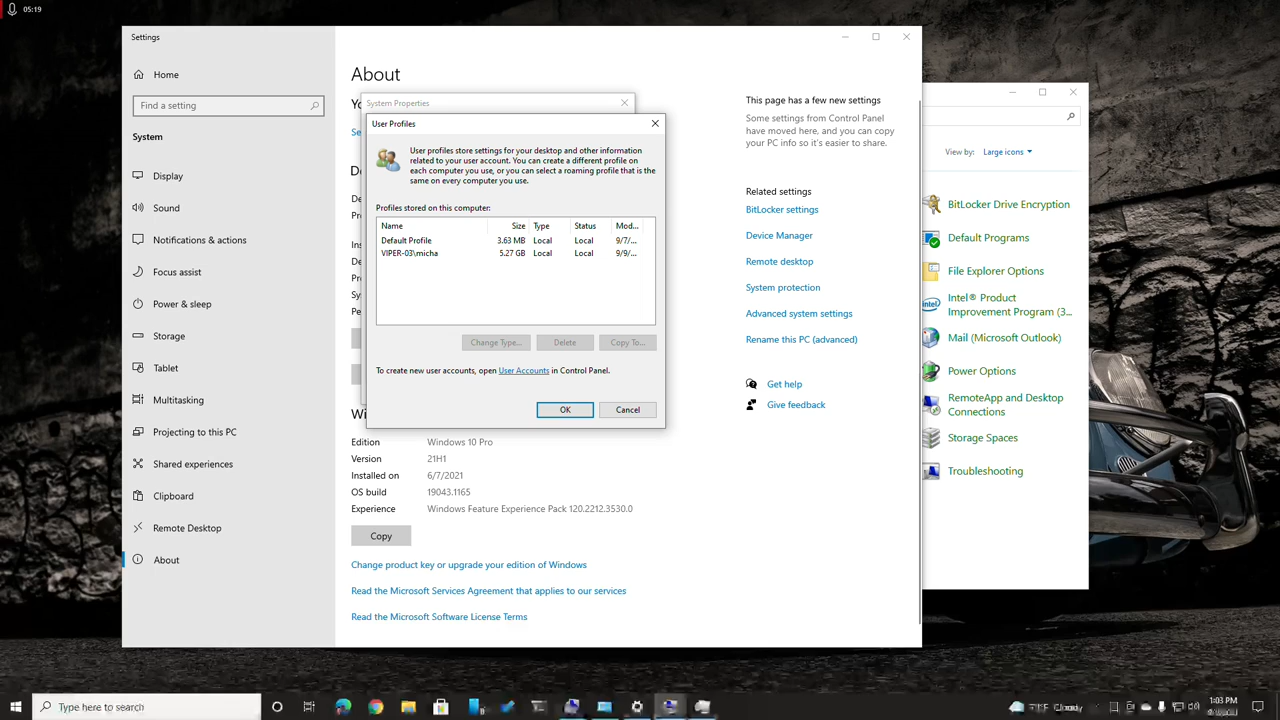 05:19
Settings
Home
Find a setting
System
Display
Sound
Notifications & actions
Focus assist
Power & sleep
Storage
Tablet
Multitasking
Projecting to this PC
Shared experiences
Clipboard
Remote Desktop
About
About
System Properties
User Profiles
User profiles store settings for your desktop and other information
related to your user account. You can create a different profile on
each computer you use, or you can select a roaming profile that is the
same on every computer you use.
Profiles stored on this computer:
Name Size Type Status Mod...
Default Profile 3.63 MB Local Local 9/7/...
VIPER-03\micha 5.27 GB Local Local 9/9/...
Change Type... Delete Copy To...
To create new user accounts, open User Accounts in Control Panel.
OK Cancel
Edition Windows 10 Pro
Version 21H1
Installed on 6/7/2021
OS build 19043.1165
Experience Windows Feature Experience Pack 120.2212.3530.0
Copy
Change product key or upgrade your edition of Windows
Read the Microsoft Services Agreement that applies to our services
Read the Microsoft Software License Terms
This page has a few new settings
Some settings from Control Panel
have moved here, and you can copy
your PC info so it's easier to share.
Related settings
BitLocker settings
Device Manager
Remote desktop
System protection
Advanced system settings
Rename this PC (advanced)
Get help
Give feedback
View by: Large icons
BitLocker Drive Encryption
Default Programs
File Explorer Options
Intel® Product
Improvement Program (3...
Mail (Microsoft Outlook)
Power Options
RemoteApp and Desktop
Connections
Storage Spaces
Troubleshooting
Type here to search
1:03 PM